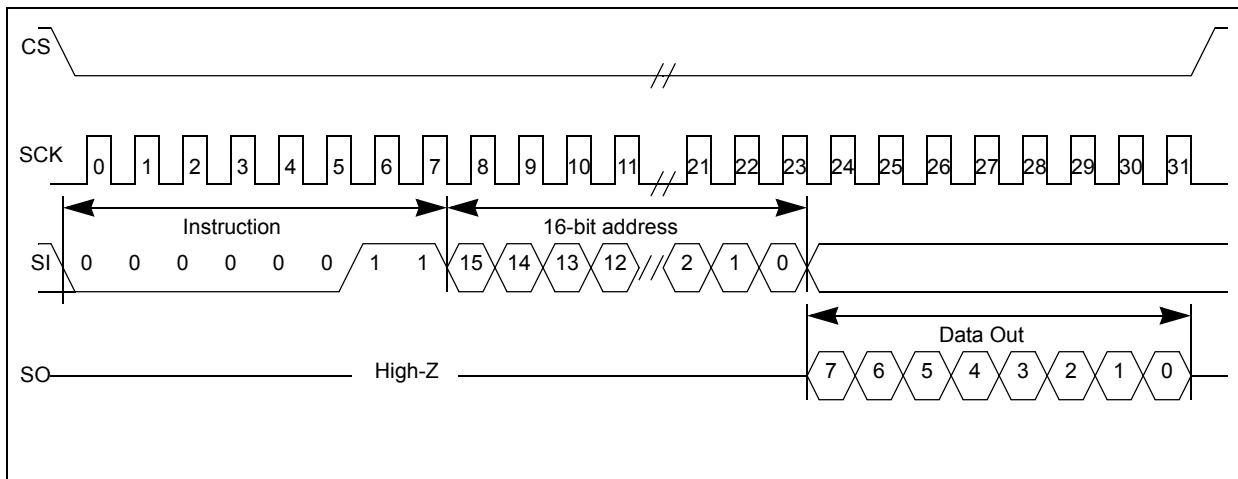 CS
SCK 0 1 2 3 4 5 6 7 8 9 10 11 21 22 23 24 25 26 27 28 29 30 31
Instruction 16-bit address
SI 0 0 0 0 0 0 1 1 15 14 13 12 2 1 0
Data Out
SO High-Z 7 6 5 4 3 2 1 0